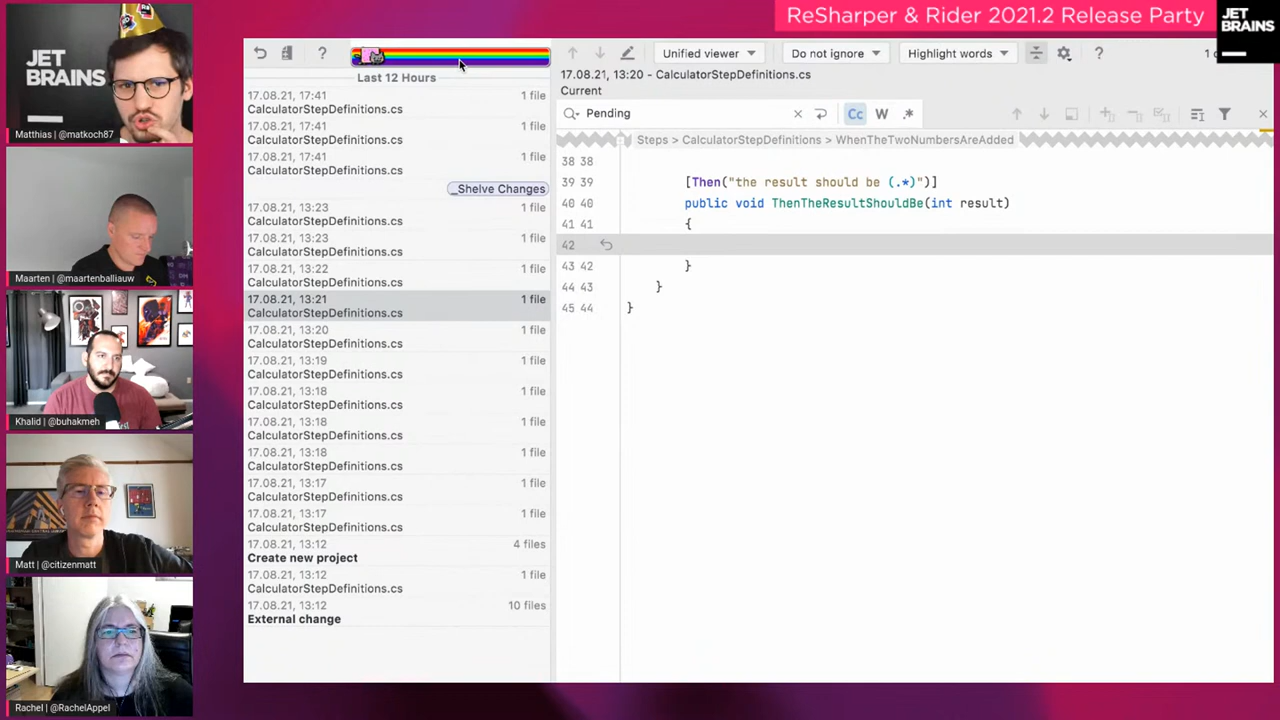 ReSharper & Rider 2021.2 Release Party
JET
BRAINS
JET
BRAINS
Matthias | @matkoch87
Maarten | @maartenballiauw
Khalid | @buhakmeh
Matt | @citizenmatt
Rachel | @RachelAppel
?
Last 12 Hours
17.08.21, 17:41 1 file
CalculatorStepDefinitions.cs
17.08.21, 17:41 1 file
CalculatorStepDefinitions.cs
17.08.21, 17:41 1 file
CalculatorStepDefinitions.cs
_Shelve Changes
17.08.21, 13:23 1 file
CalculatorStepDefinitions.cs
17.08.21, 13:23 1 file
CalculatorStepDefinitions.cs
17.08.21, 13:22 1 file
CalculatorStepDefinitions.cs
17.08.21, 13:21 1 file
CalculatorStepDefinitions.cs
17.08.21, 13:20 1 file
CalculatorStepDefinitions.cs
17.08.21, 13:19 1 file
CalculatorStepDefinitions.cs
17.08.21, 13:18 1 file
CalculatorStepDefinitions.cs
17.08.21, 13:18 1 file
CalculatorStepDefinitions.cs
17.08.21, 13:18 1 file
CalculatorStepDefinitions.cs
17.08.21, 13:17 1 file
CalculatorStepDefinitions.cs
17.08.21, 13:17 1 file
CalculatorStepDefinitions.cs
17.08.21, 13:12 4 files
Create new project
17.08.21, 13:12 1 file
CalculatorStepDefinitions.cs
17.08.21, 13:12 10 files
External change
Unified viewer Do not ignore Highlight words ? 1
17.08.21, 13:20 - CalculatorStepDefinitions.cs
Current
Pending Cc W .*
Steps > CalculatorStepDefinitions > WhenTheTwoNumbersAreAdded
38 38
39 39 [Then("the result should be (.*)")]
40 40 public void ThenTheResultShouldBe(int result)
41 41 {
42
43 42 }
44 43 }
45 44 }